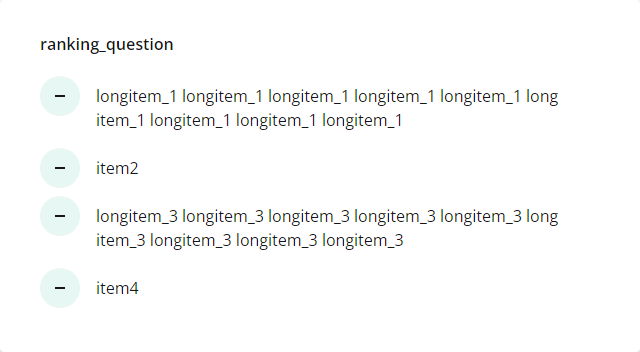 ranking_question
– longitem_1 longitem_1 longitem_1 longitem_1 longitem_1 long
item_1 longitem_1 longitem_1 longitem_1
– item2
– longitem_3 longitem_3 longitem_3 longitem_3 longitem_3 long
item_3 longitem_3 longitem_3 longitem_3
– item4